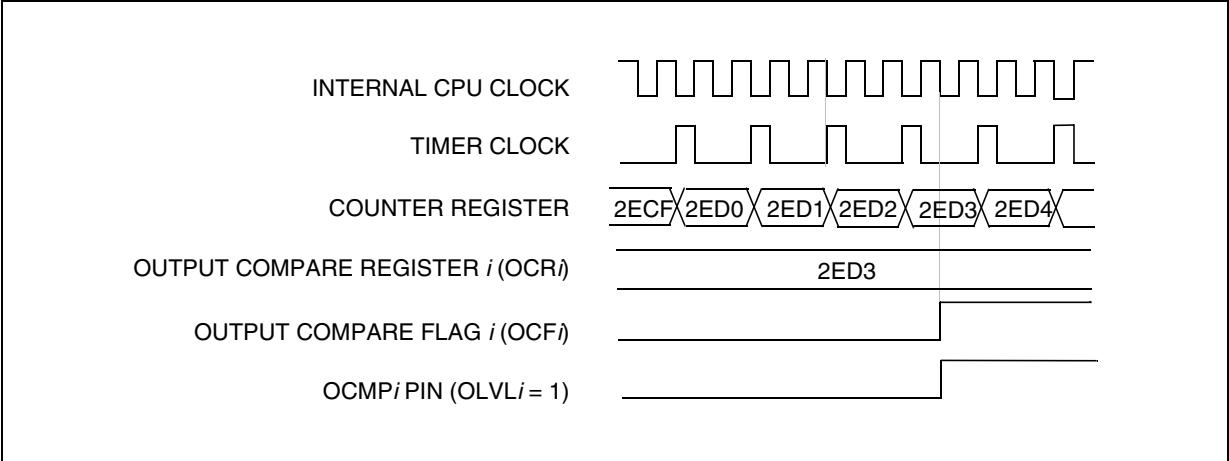 INTERNAL CPU CLOCK
TIMER CLOCK
COUNTER REGISTER 2ECF 2ED0 2ED1 2ED2 2ED3 2ED4
OUTPUT COMPARE REGISTER i (OCRi) 2ED3
OUTPUT COMPARE FLAG i (OCFi)
OCMPi PIN (OLVLi = 1)